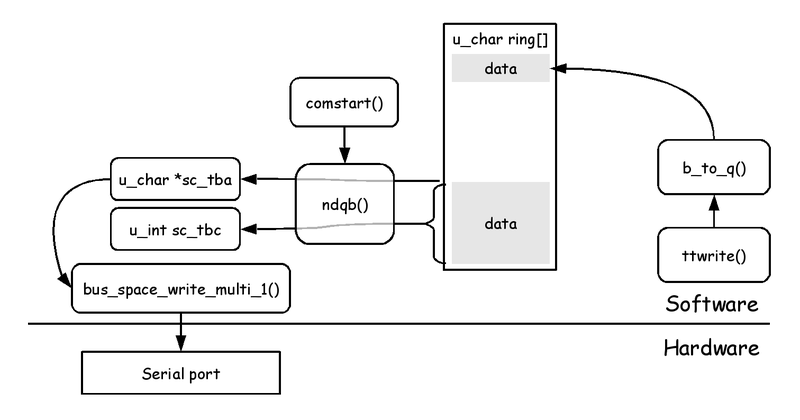 u_char ring[]
data
comstart()
b_to_q()
u_char *sc_tba
ndqb()
u_int sc_tbc
data
ttwrite()
bus_space_write_multi_1()
Software
Hardware
Serial port